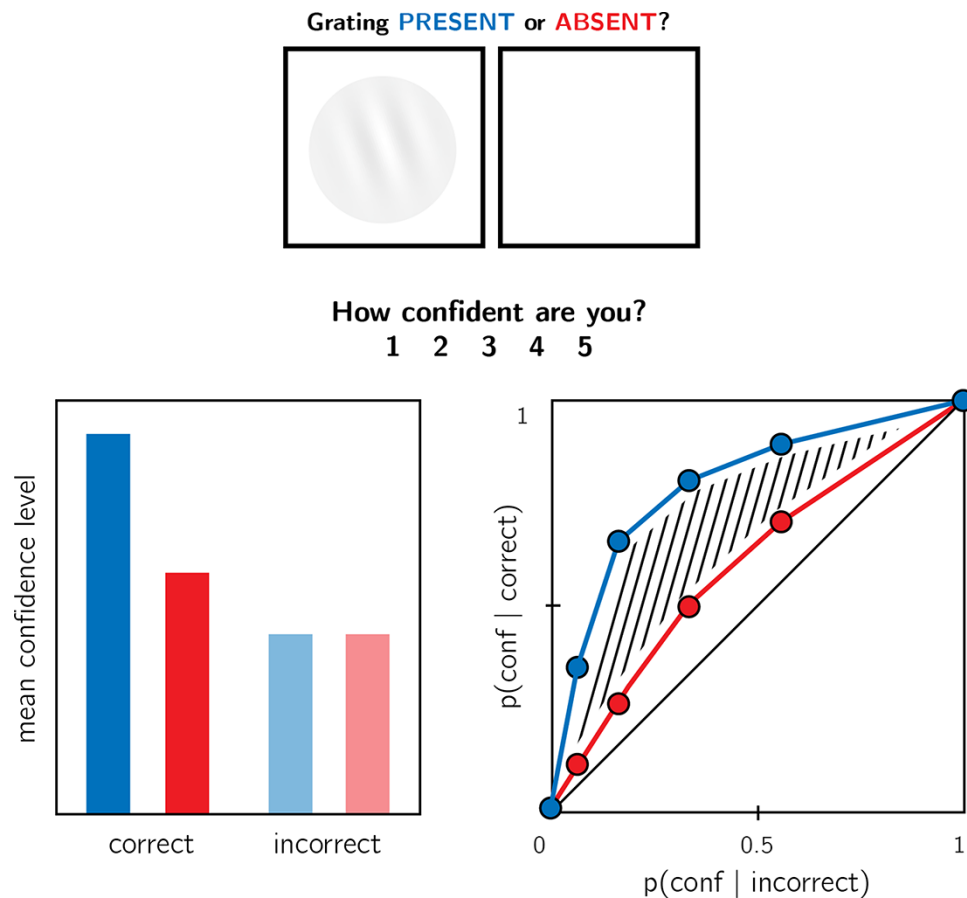 Grating PRESENT or ABSENT?
How confident are you?
1 2 3 4 5
mean confidence level
correct
incorrect
p(conf | correct)
1
0
0.5
1
p(conf | incorrect)